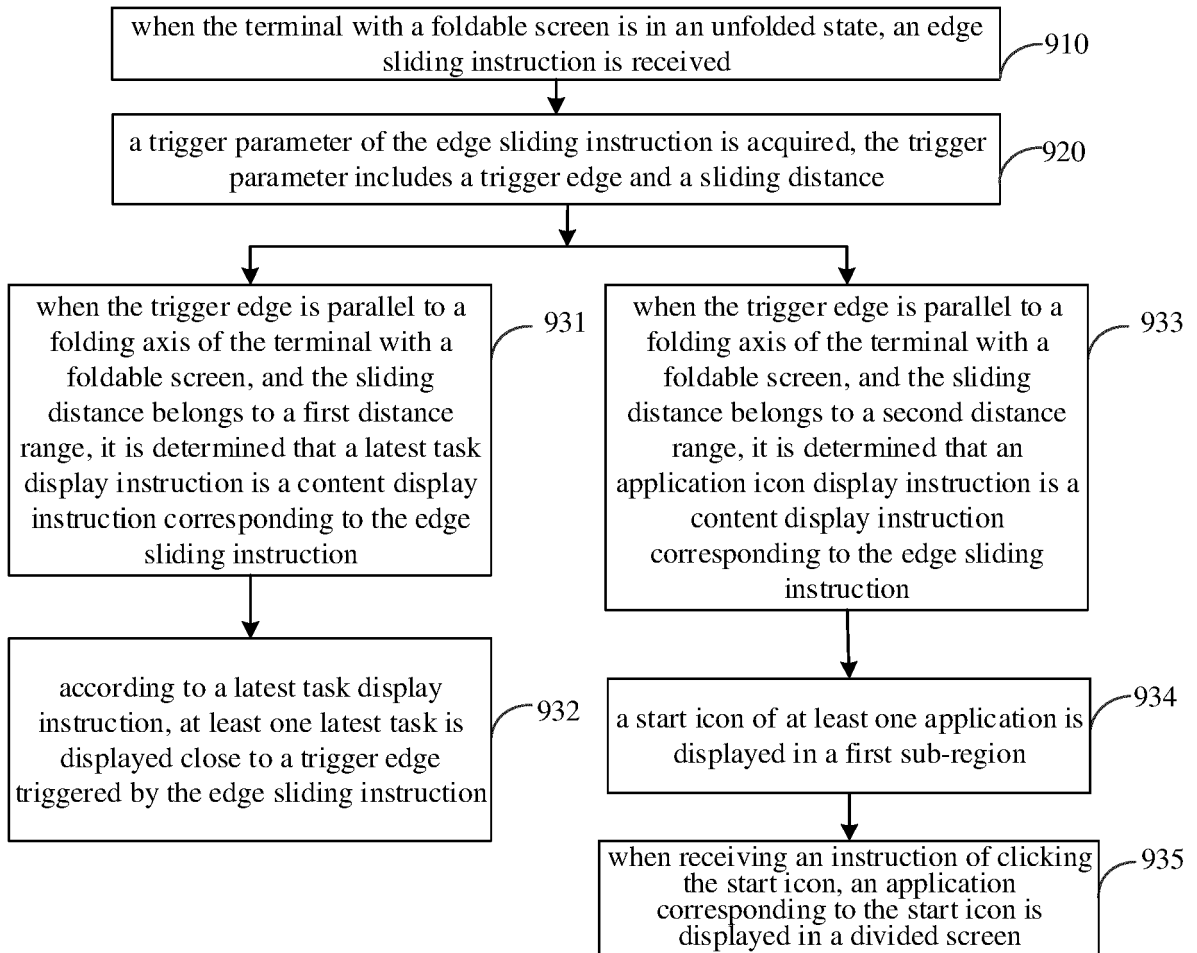 when the terminal with a foldable screen is in an unfolded state, an edge
sliding instruction is received
910
a trigger parameter of the edge sliding instruction is acquired, the trigger
parameter includes a trigger edge and a sliding distance
920
when the trigger edge is parallel to a
folding axis of the terminal with a
foldable screen, and the sliding
distance belongs to a first distance
range, it is determined that a latest task
display instruction is a content display
instruction corresponding to the edge
sliding instruction
931
when the trigger edge is parallel to a
folding axis of the terminal with a
foldable screen, and the sliding
distance belongs to a second distance
range, it is determined that an
application icon display instruction is a
content display instruction
corresponding to the edge sliding
instruction
933
according to a latest task display
instruction, at least one latest task is
displayed close to a trigger edge
triggered by the edge sliding instruction
932
a start icon of at least one application is
displayed in a first sub-region
934
when receiving an instruction of clicking
the start icon, an application
corresponding to the start icon is
displayed in a divided screen
935